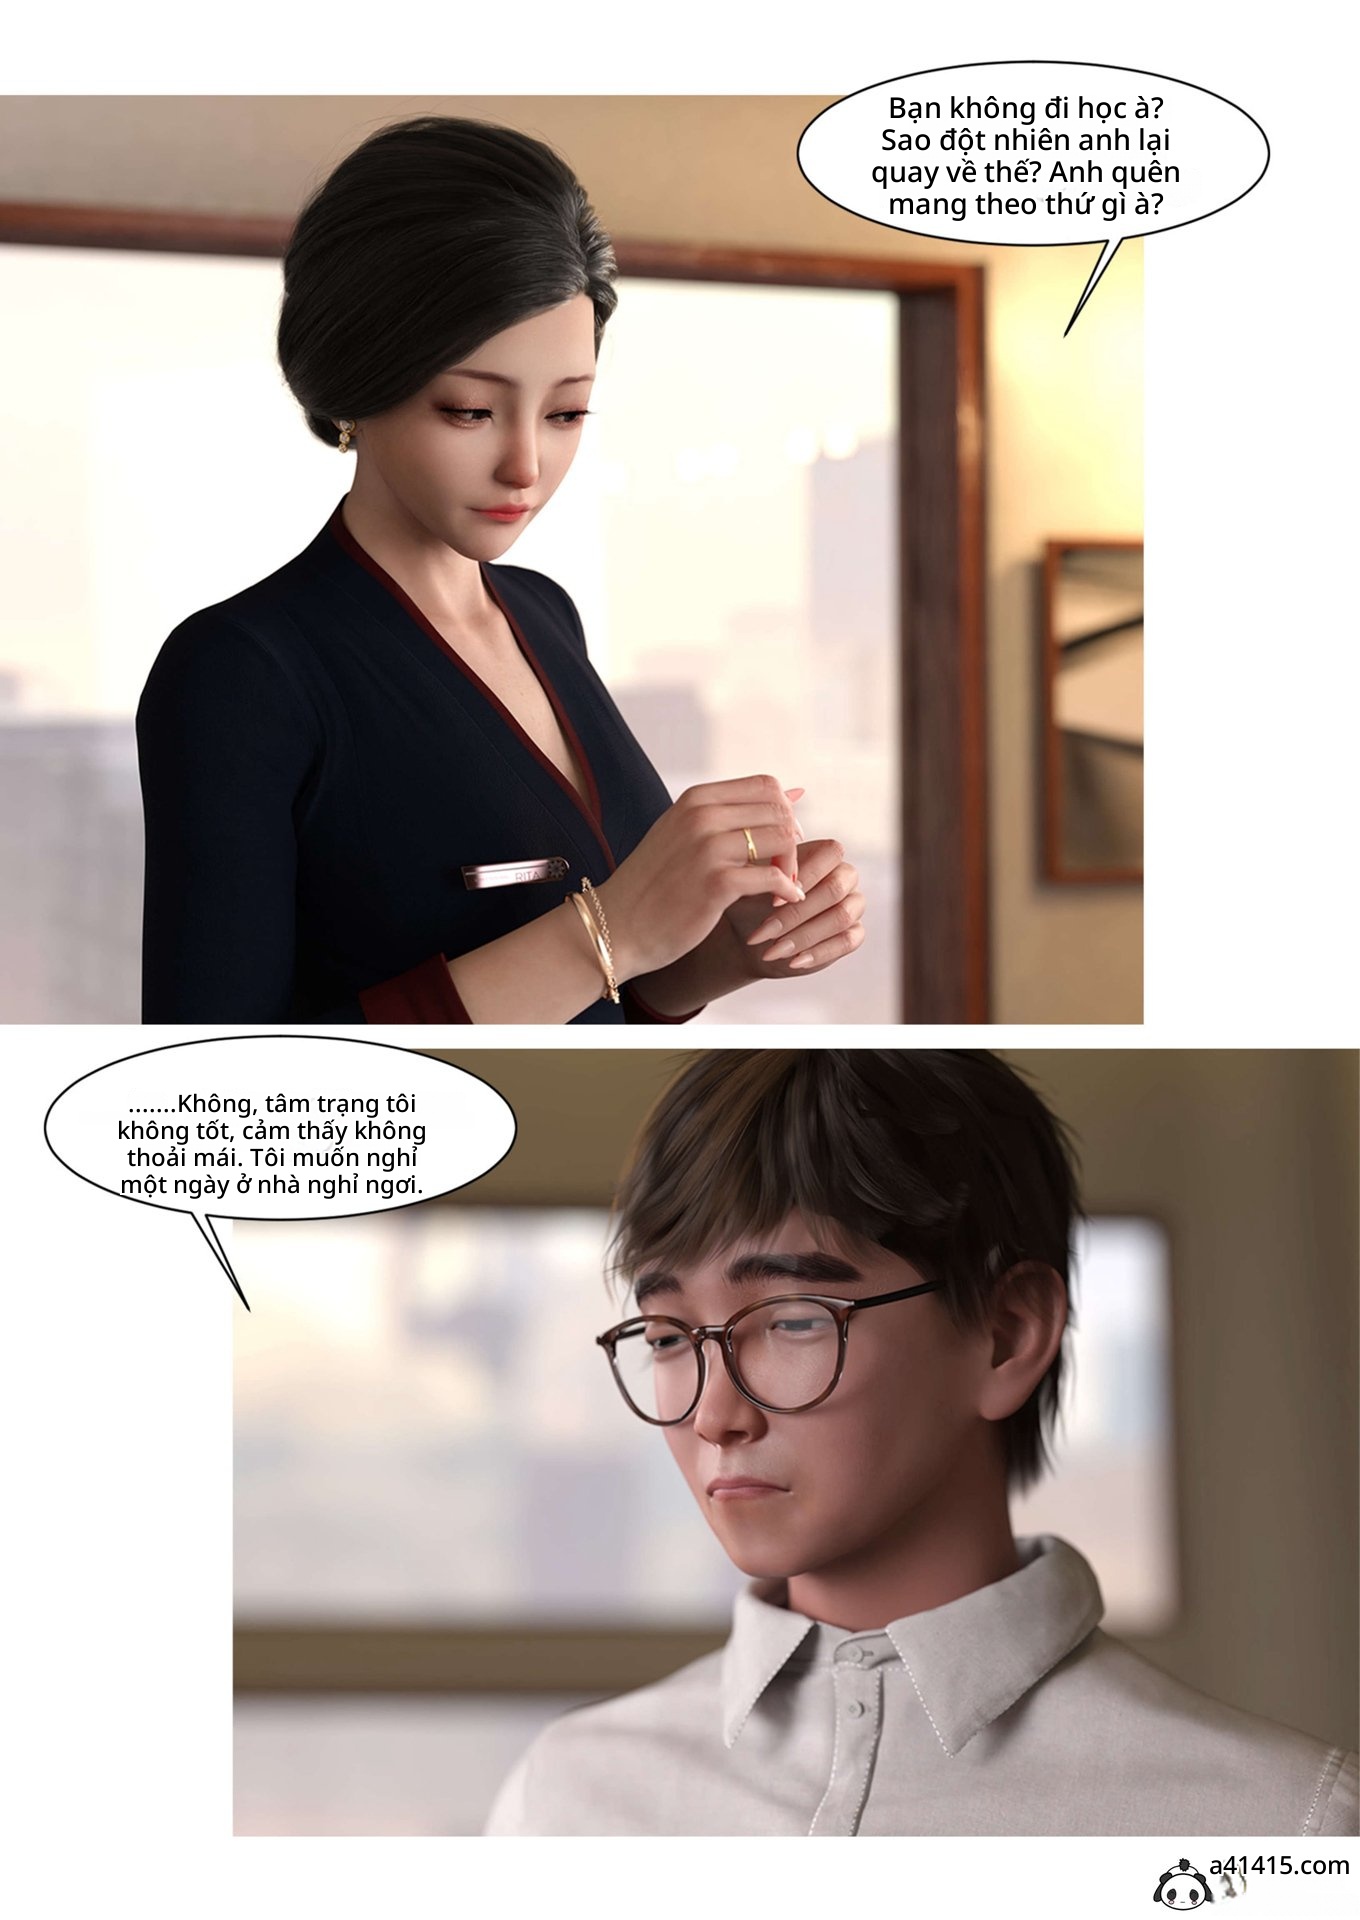 Bạn không đi học à?
Sao đột nhiên anh lại
quay về thế? Anh quên
mang theo thứ gì à?
RITA
.......Không, tâm trạng tôi
không tốt, cảm thấy không
thoải mái. Tôi muốn nghỉ
một ngày ở nhà nghỉ ngơi.
a41415.com